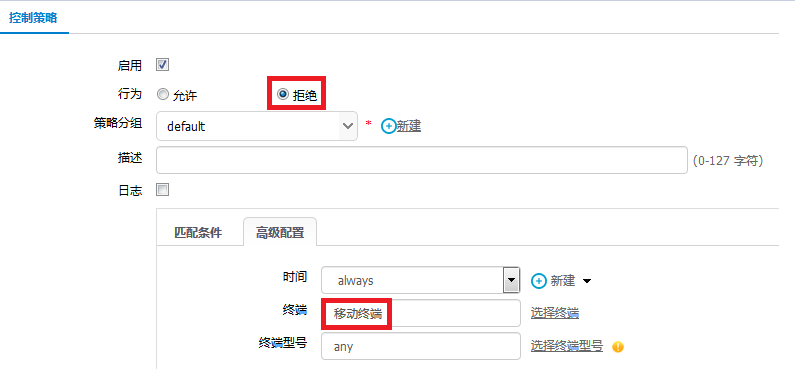 控制策略
启用
行为 允许 拒绝
策略分组 default * 新建
描述 (0-127 字符)
日志
匹配条件 高级配置
时间 always 新建
终端 移动终端 选择终端
终端型号 any 选择终端型号